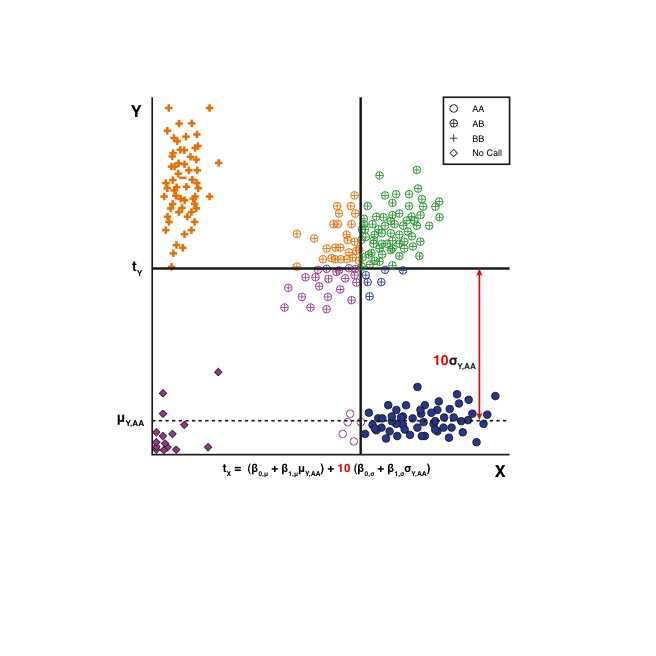 Y
AA
AB
BB
No Call
t_Y
10σ_Y,AA
μ_Y,AA
t_X = (β_0,μ + β_1,μ μ_Y,AA) + 10 (β_0,σ + β_1,σ σ_Y,AA)
X